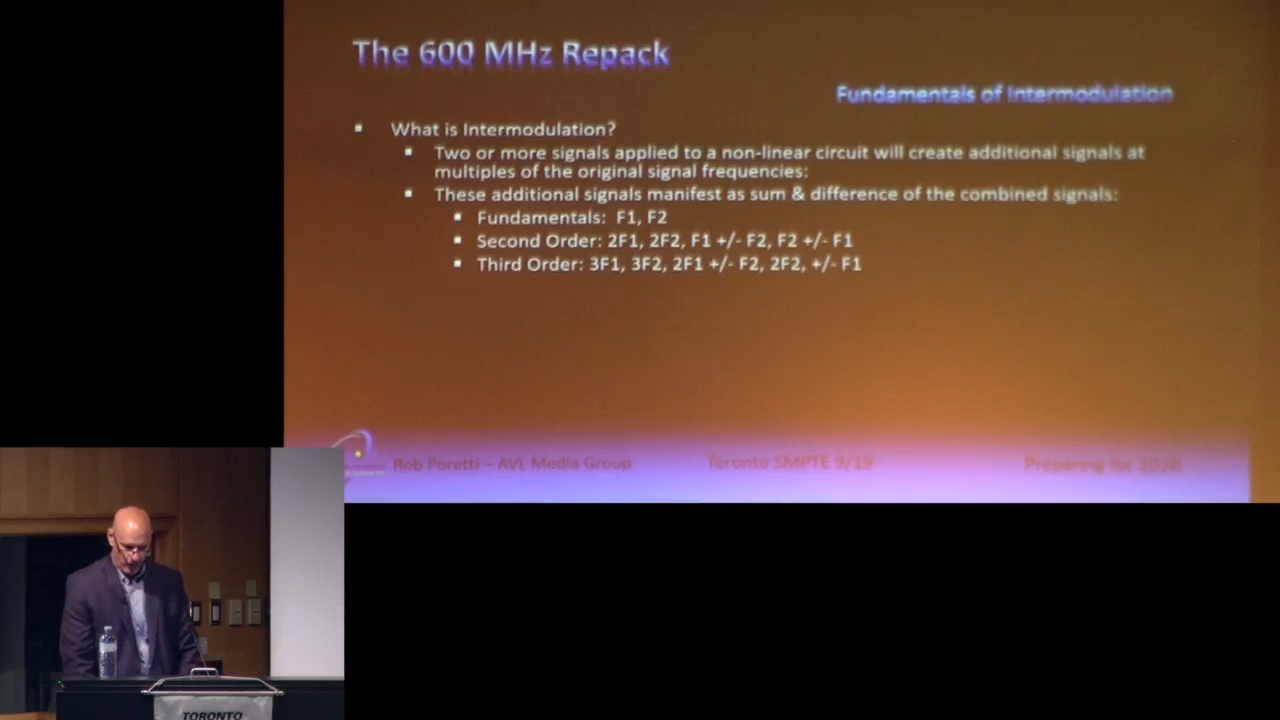 The 600 MHz Repack
Fundamentals of Intermodulation
▪ What is Intermodulation?
▪ Two or more signals applied to a non-linear circuit will create additional signals at
multiples of the original signal frequencies:
▪ These additional signals manifest as sum & difference of the combined signals:
▪ Fundamentals: F1, F2
▪ Second Order: 2F1, 2F2, F1 +/- F2, F2 +/- F1
▪ Third Order: 3F1, 3F2, 2F1 +/- F2, 2F2, +/- F1
Rob Poretti – AVL Media Group
Toronto SMPTE 9/19
Preparing for 2020
TORONTO